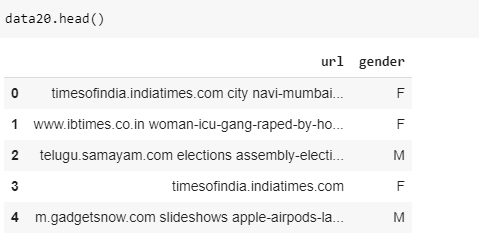 data20.head()
url gender
0 timesofindia.indiatimes.com city navi-mumbai... F
1 www.ibtimes.co.in woman-icu-gang-raped-by-ho... F
2 telugu.samayam.com elections assembly-electi... M
3 timesofindia.indiatimes.com F
4 m.gadgetsnow.com slideshows apple-airpods-la... M